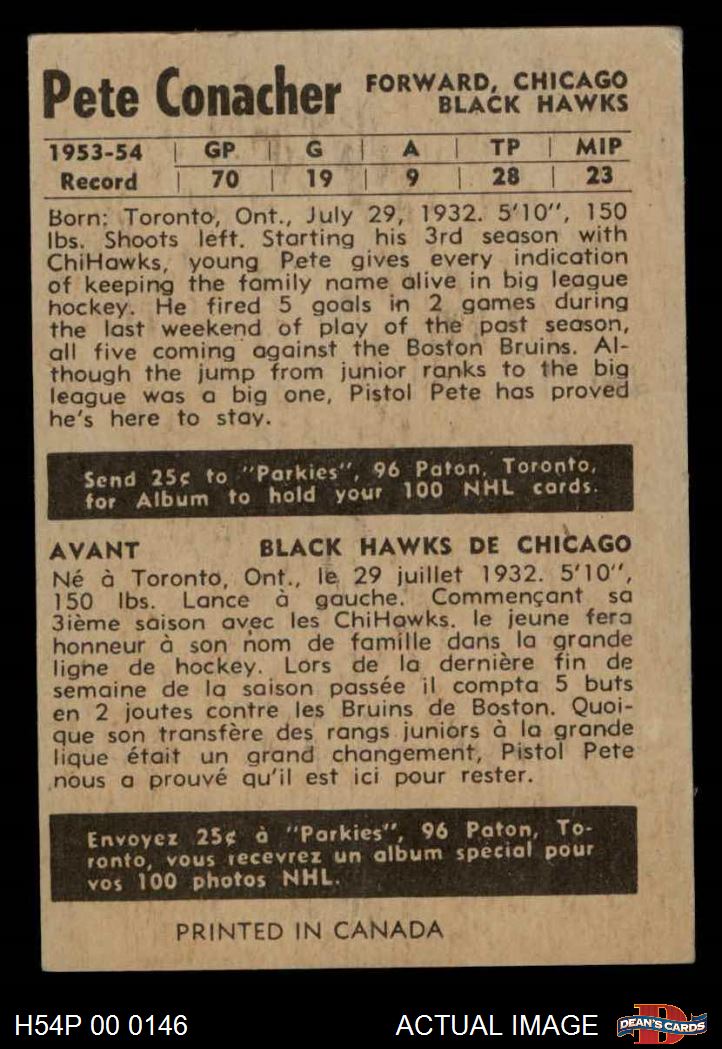 Pete Conacher FORWARD, CHICAGO
BLACK HAWKS
1953-54 | GP | G | A | TP | MIP
Record | 70 | 19 | 9 | 28 | 23
Born: Toronto, Ont., July 29, 1932. 5'10", 150
lbs. Shoots left. Starting his 3rd season with
ChiHawks, young Pete gives every indication
of keeping the family name alive in big league
hockey. He fired 5 goals in 2 games during
the last weekend of play of the past season,
all five coming against the Boston Bruins. Al-
though the jump from junior ranks to the big
league was a big one, Pistol Pete has proved
he's here to stay.
Send 25¢ to "Parkies", 96 Paton, Toronto,
for Album to hold your 100 NHL cards.
AVANT BLACK HAWKS DE CHICAGO
Né à Toronto, Ont., le 29 juillet 1932. 5'10",
150 lbs. Lance à gauche. Commençant sa
3ième saison avec les ChiHawks. le jeune fera
honneur à son nom de famille dans la grande
ligne de hockey. Lors de la dernière fin de
semaine de la saison passée il compta 5 buts
en 2 joutes contre les Bruins de Boston. Quoi-
que son transfère des rangs juniors à la grande
lique était un grand changement, Pistol Pete
nous a prouvé qu'il est ici pour rester.
Envoyez 25¢ à "Parkies", 96 Paton, To-
ronto, vous recevrez un album spécial pour
vos 100 photos NHL.
PRINTED IN CANADA
H54P 00 0146 ACTUAL IMAGE D DEAN'S CARDS